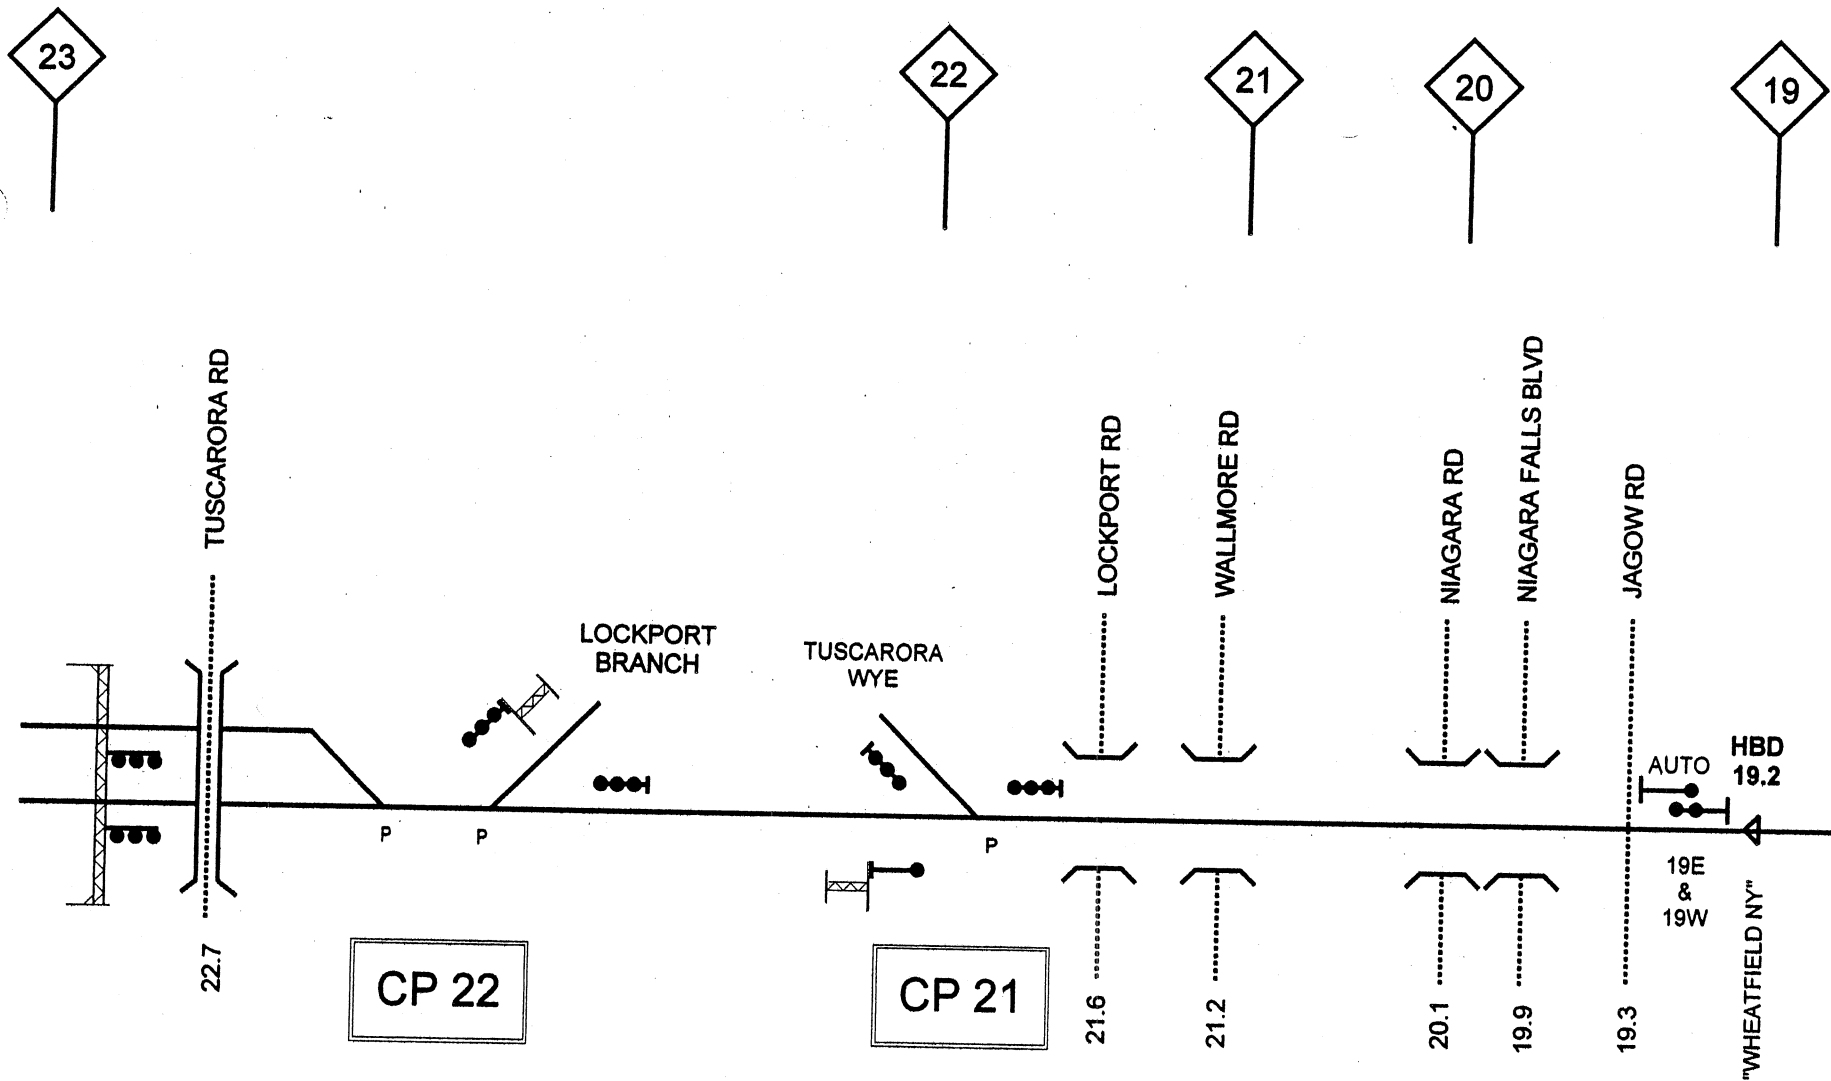 23
22
21
20
19
TUSCARORA RD
LOCKPORT RD
WALLMORE RD
NIAGARA RD
NIAGARA FALLS BLVD
JAGOW RD
LOCKPORT
BRANCH
TUSCARORA
WYE
AUTO
HBD
19.2
P
P
P
19E
&
19W
"WHEATFIELD NY"
22.7
CP 22
CP 21
21.6
21.2
20.1
19.9
19.3